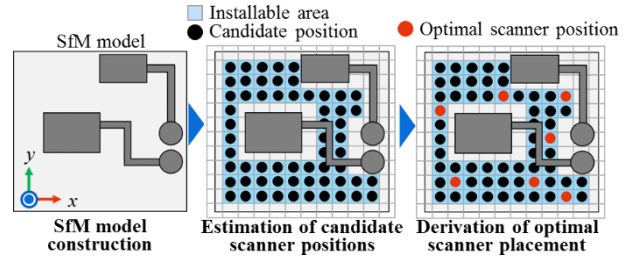 Installable area
SfM model
Candidate position
Optimal scanner position
y
x
SfM model
construction
Estimation of candidate
scanner positions
Derivation of optimal
scanner placement